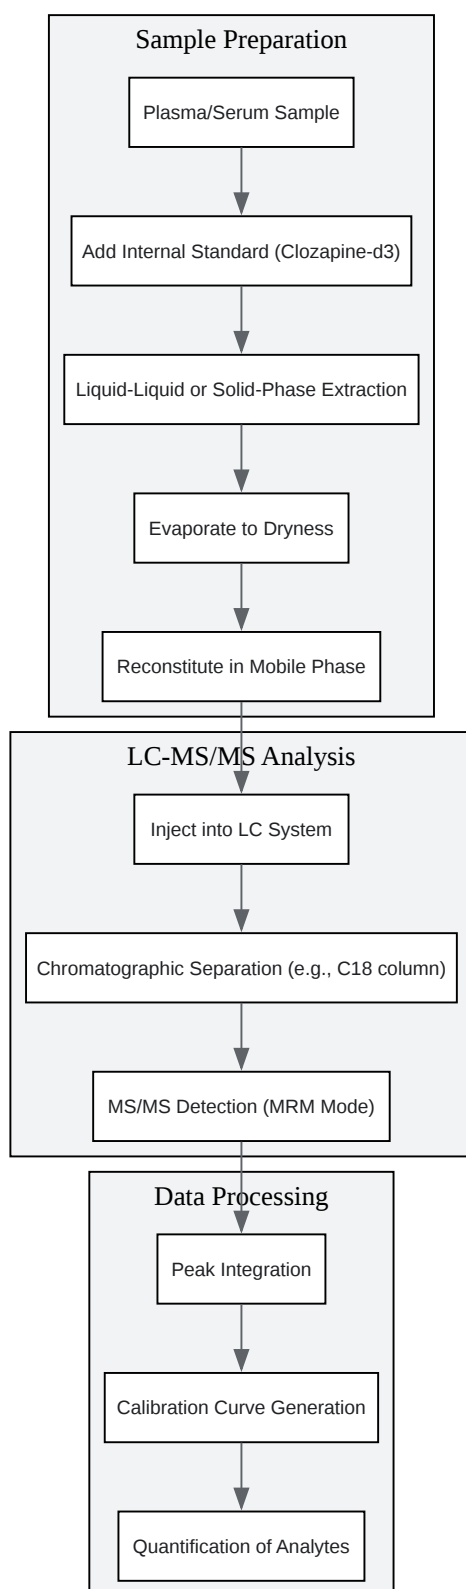 Sample Preparation
Plasma/Serum Sample
Add Internal Standard (Clozapine-d3)
Liquid-Liquid or Solid-Phase Extraction
Evaporate to Dryness
Reconstitute in Mobile Phase
LC-MS/MS Analysis
Inject into LC System
Chromatographic Separation (e.g., C18 column)
MS/MS Detection (MRM Mode)
Data Processing
Peak Integration
Calibration Curve Generation
Quantification of Analytes